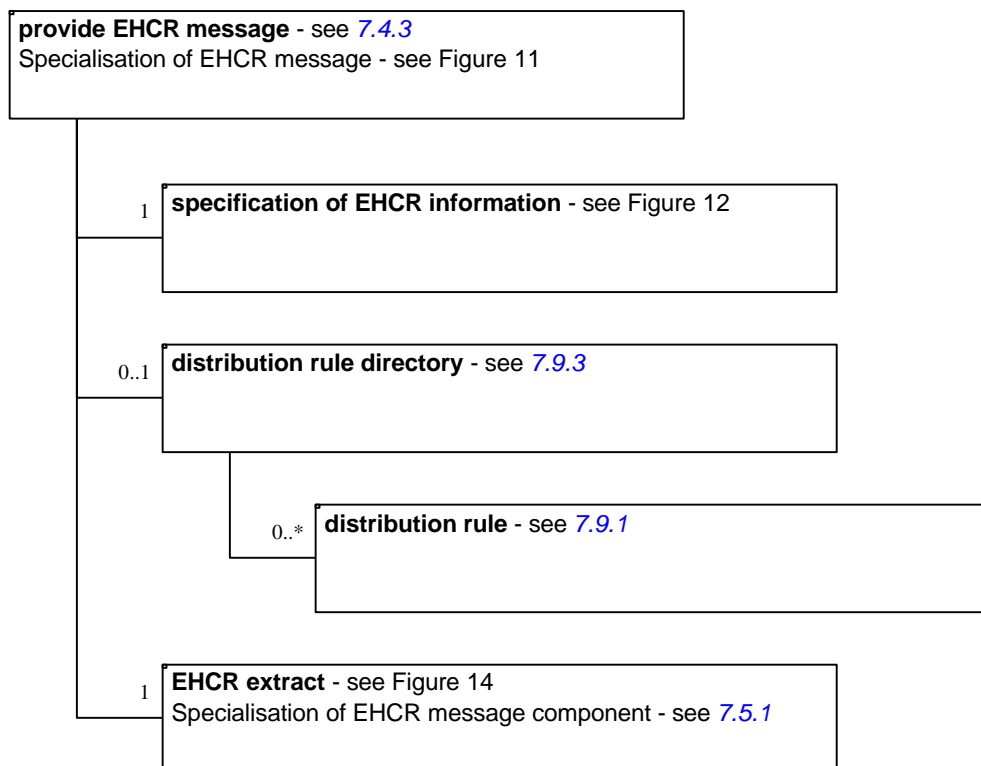 provide EHCR message - see 7.4.3
Specialisation of EHCR message - see Figure 11
1
specification of EHCR information - see Figure 12
0..1
distribution rule directory - see 7.9.3
0..*
distribution rule - see 7.9.1
1
EHCR extract - see Figure 14
Specialisation of EHCR message component - see 7.5.1